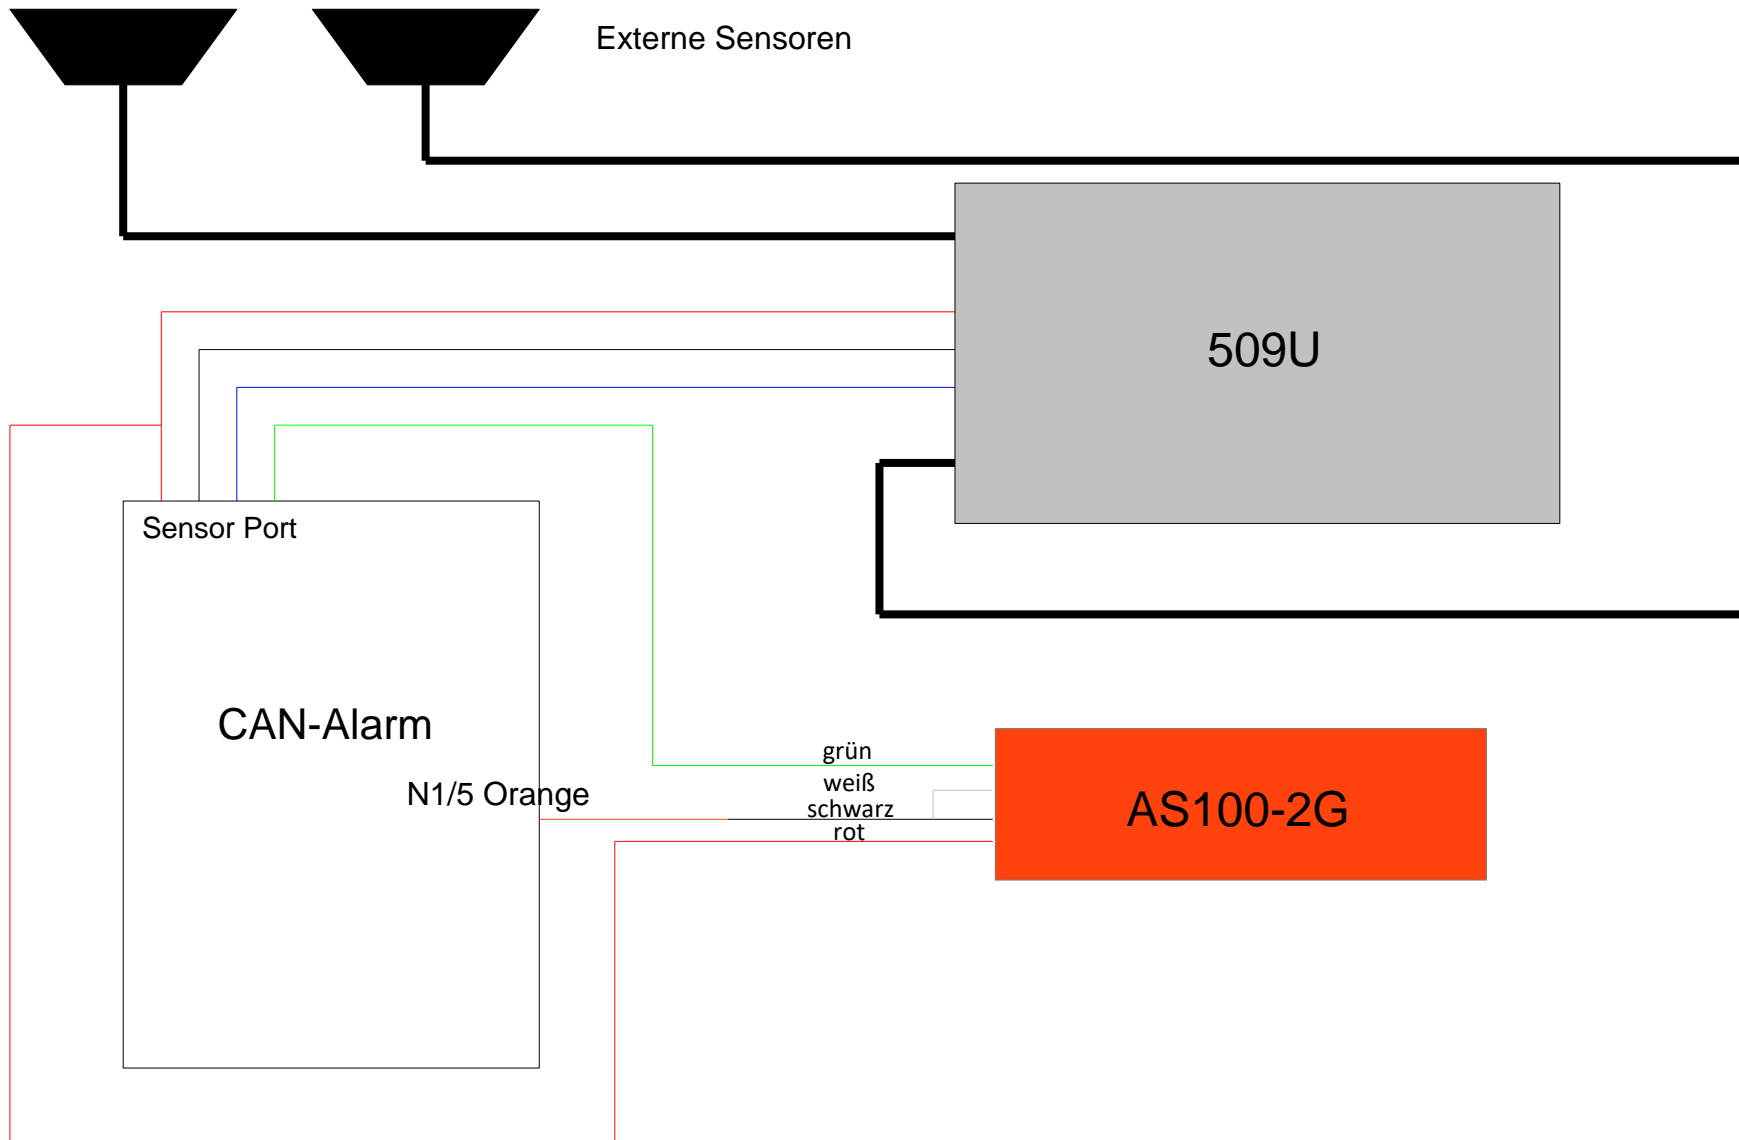 Externe Sensoren
509U
Sensor Port
CAN-Alarm
N1/5 Orange
grün
weiß
schwarz
rot
AS100-2G